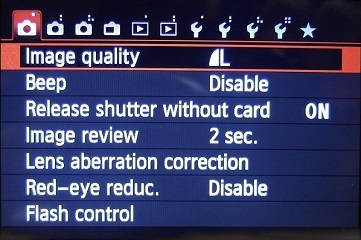 Image quality L
Beep Disable
Release shutter without card ON
Image review 2 sec.
Lens aberration correction
Red-eye reduc. Disable
Flash control